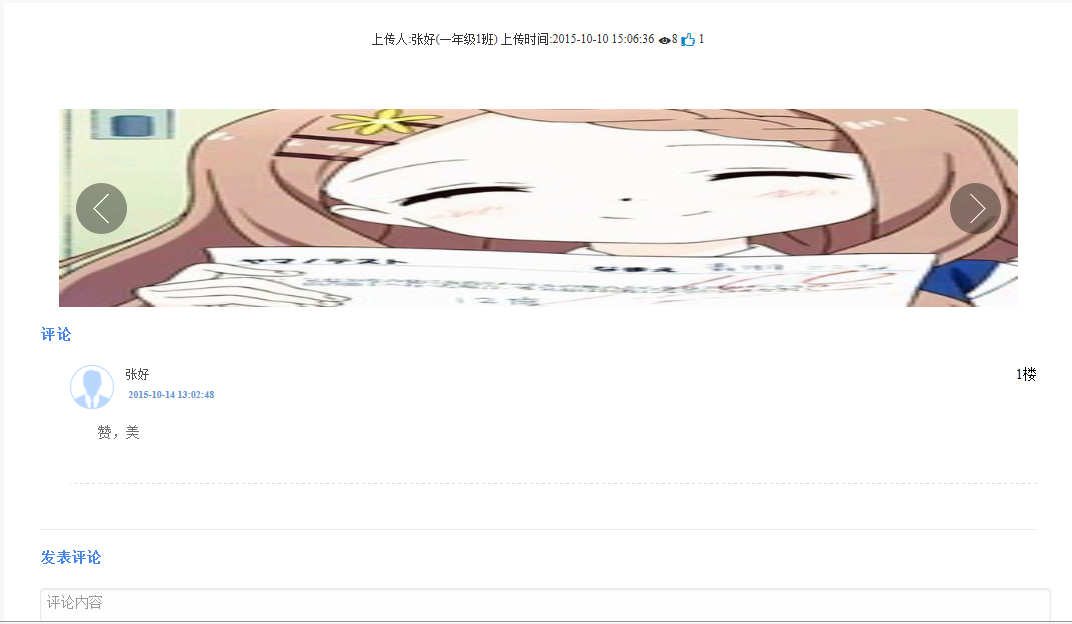 上传人:张好(一年级1班) 上传时间:2015-10-10 15:06:36 8 1
评论
张好
1楼
2015-10-14 13:02:48
赞，美
发表评论
评论内容